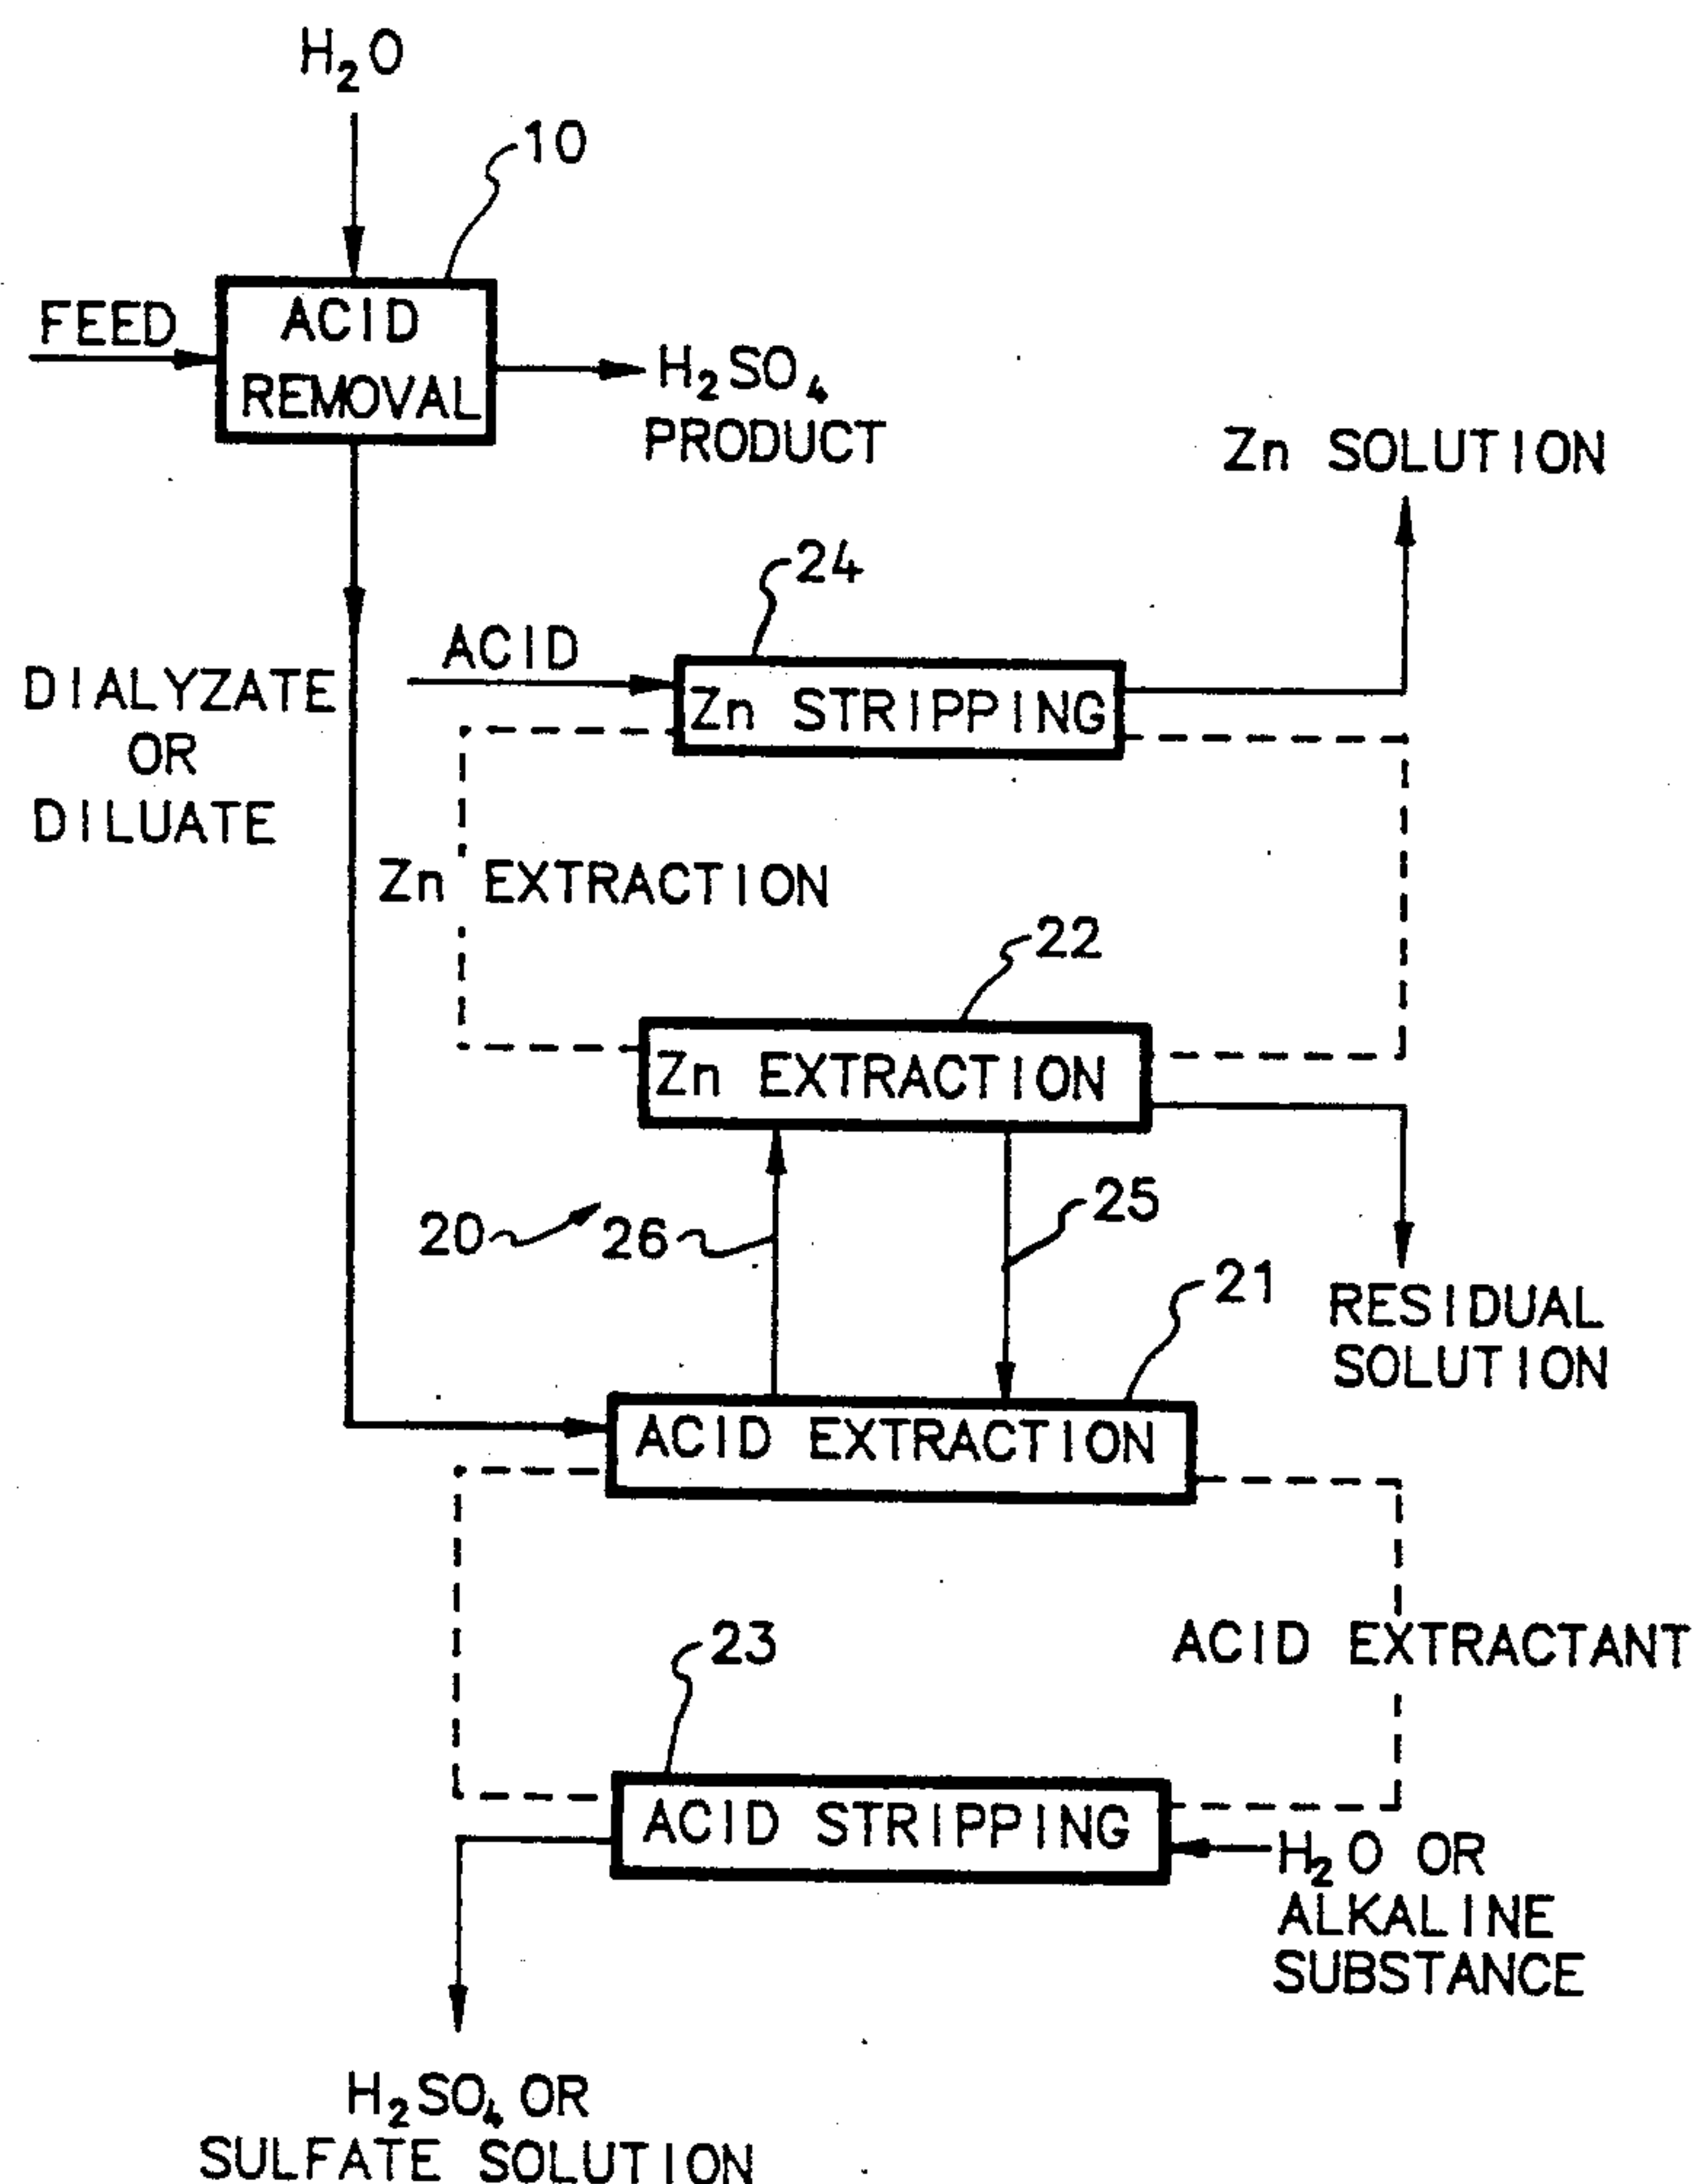 H₂O
10
FEED
ACID
REMOVAL
H₂SO₄
PRODUCT
Zn SOLUTION
24
ACID
Zn STRIPPING
DIALYZATE
OR
DILUATE
Zn EXTRACTION
22
Zn EXTRACTION
20
26
25
21
RESIDUAL
SOLUTION
ACID EXTRACTION
ACID EXTRACTANT
23
ACID STRIPPING
H₂O OR
ALKALINE
SUBSTANCE
H₂SO₄ OR
SULFATE SOLUTION